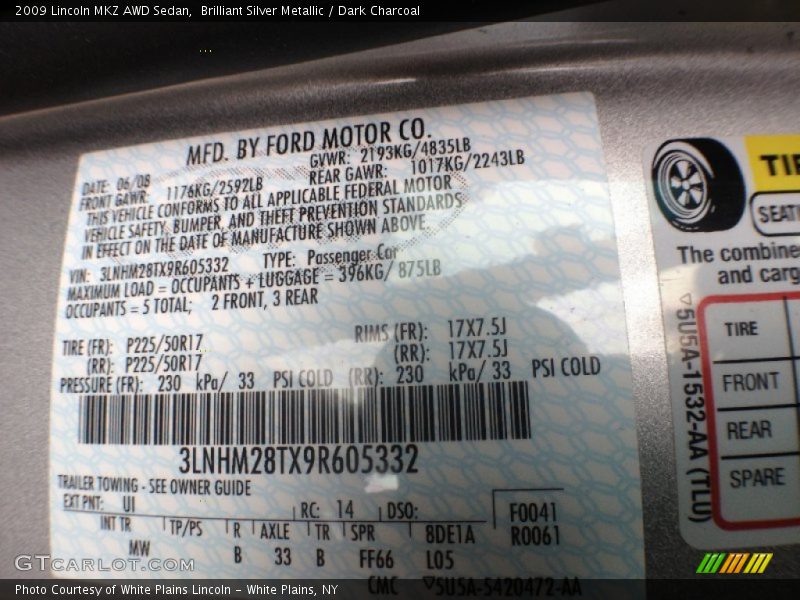 2009 Lincoln MKZ AWD Sedan,  Brilliant Silver Metallic / Dark Charcoal
MFD. BY FORD MOTOR CO.
DATE: 06/08 GVWR: 2193KG/4835LB
FRONT GAWR: 1176KG/2592LB REAR GAWR: 1017KG/2243LB
THIS VEHICLE CONFORMS TO ALL APPLICABLE FEDERAL MOTOR
VEHICLE SAFETY, BUMPER, AND THEFT PREVENTION STANDARDS
IN EFFECT ON THE DATE OF MANUFACTURE SHOWN ABOVE.
VIN: 3LNHM28TX9R605332 TYPE: Passenger Car
MAXIMUM LOAD = OCCUPANTS + LUGGAGE = 396KG/ 875LB
OCCUPANTS = 5 TOTAL; 2 FRONT, 3 REAR
TIRE (FR): P225/50R17 RIMS (FR): 17X7.5J
(RR): P225/50R17 (RR): 17X7.5J
PRESSURE (FR): 230 kPa/ 33 PSI COLD (RR): 230 kPa/ 33 PSI COLD
3LNHM28TX9R605332
TRAILER TOWING - SEE OWNER GUIDE
EXT PNT: UI RC: 14 DSO: F0041
INT TR TP/PS R AXLE TR SPR 8DE1A R0061
MW B 33 B FF66 L05
CMC 5U5A-5420472-AA
TI
SEATI
The combine
and carg
TIRE
FRONT
REAR
SPARE
5U5A-1532-AA (TLU)
GTCarLot.com
Photo Courtesy of White Plains Lincoln - White Plains, NY